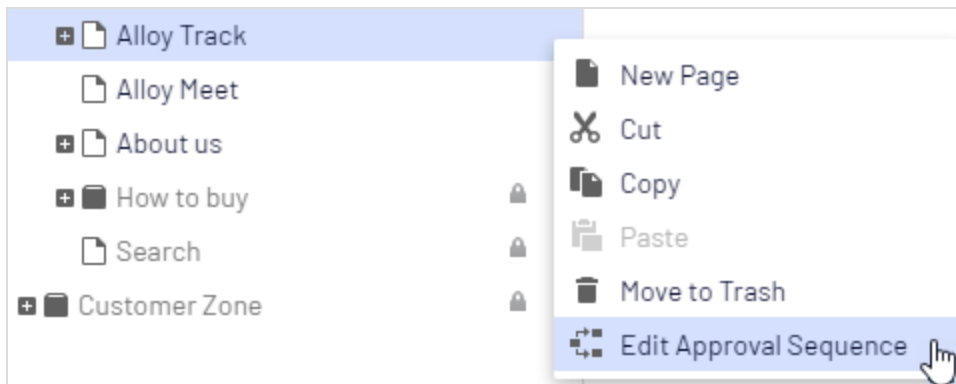 Alloy Track
Alloy Meet
About us
How to buy
Search
Customer Zone
New Page
Cut
Copy
Paste
Move to Trash
Edit Approval Sequence